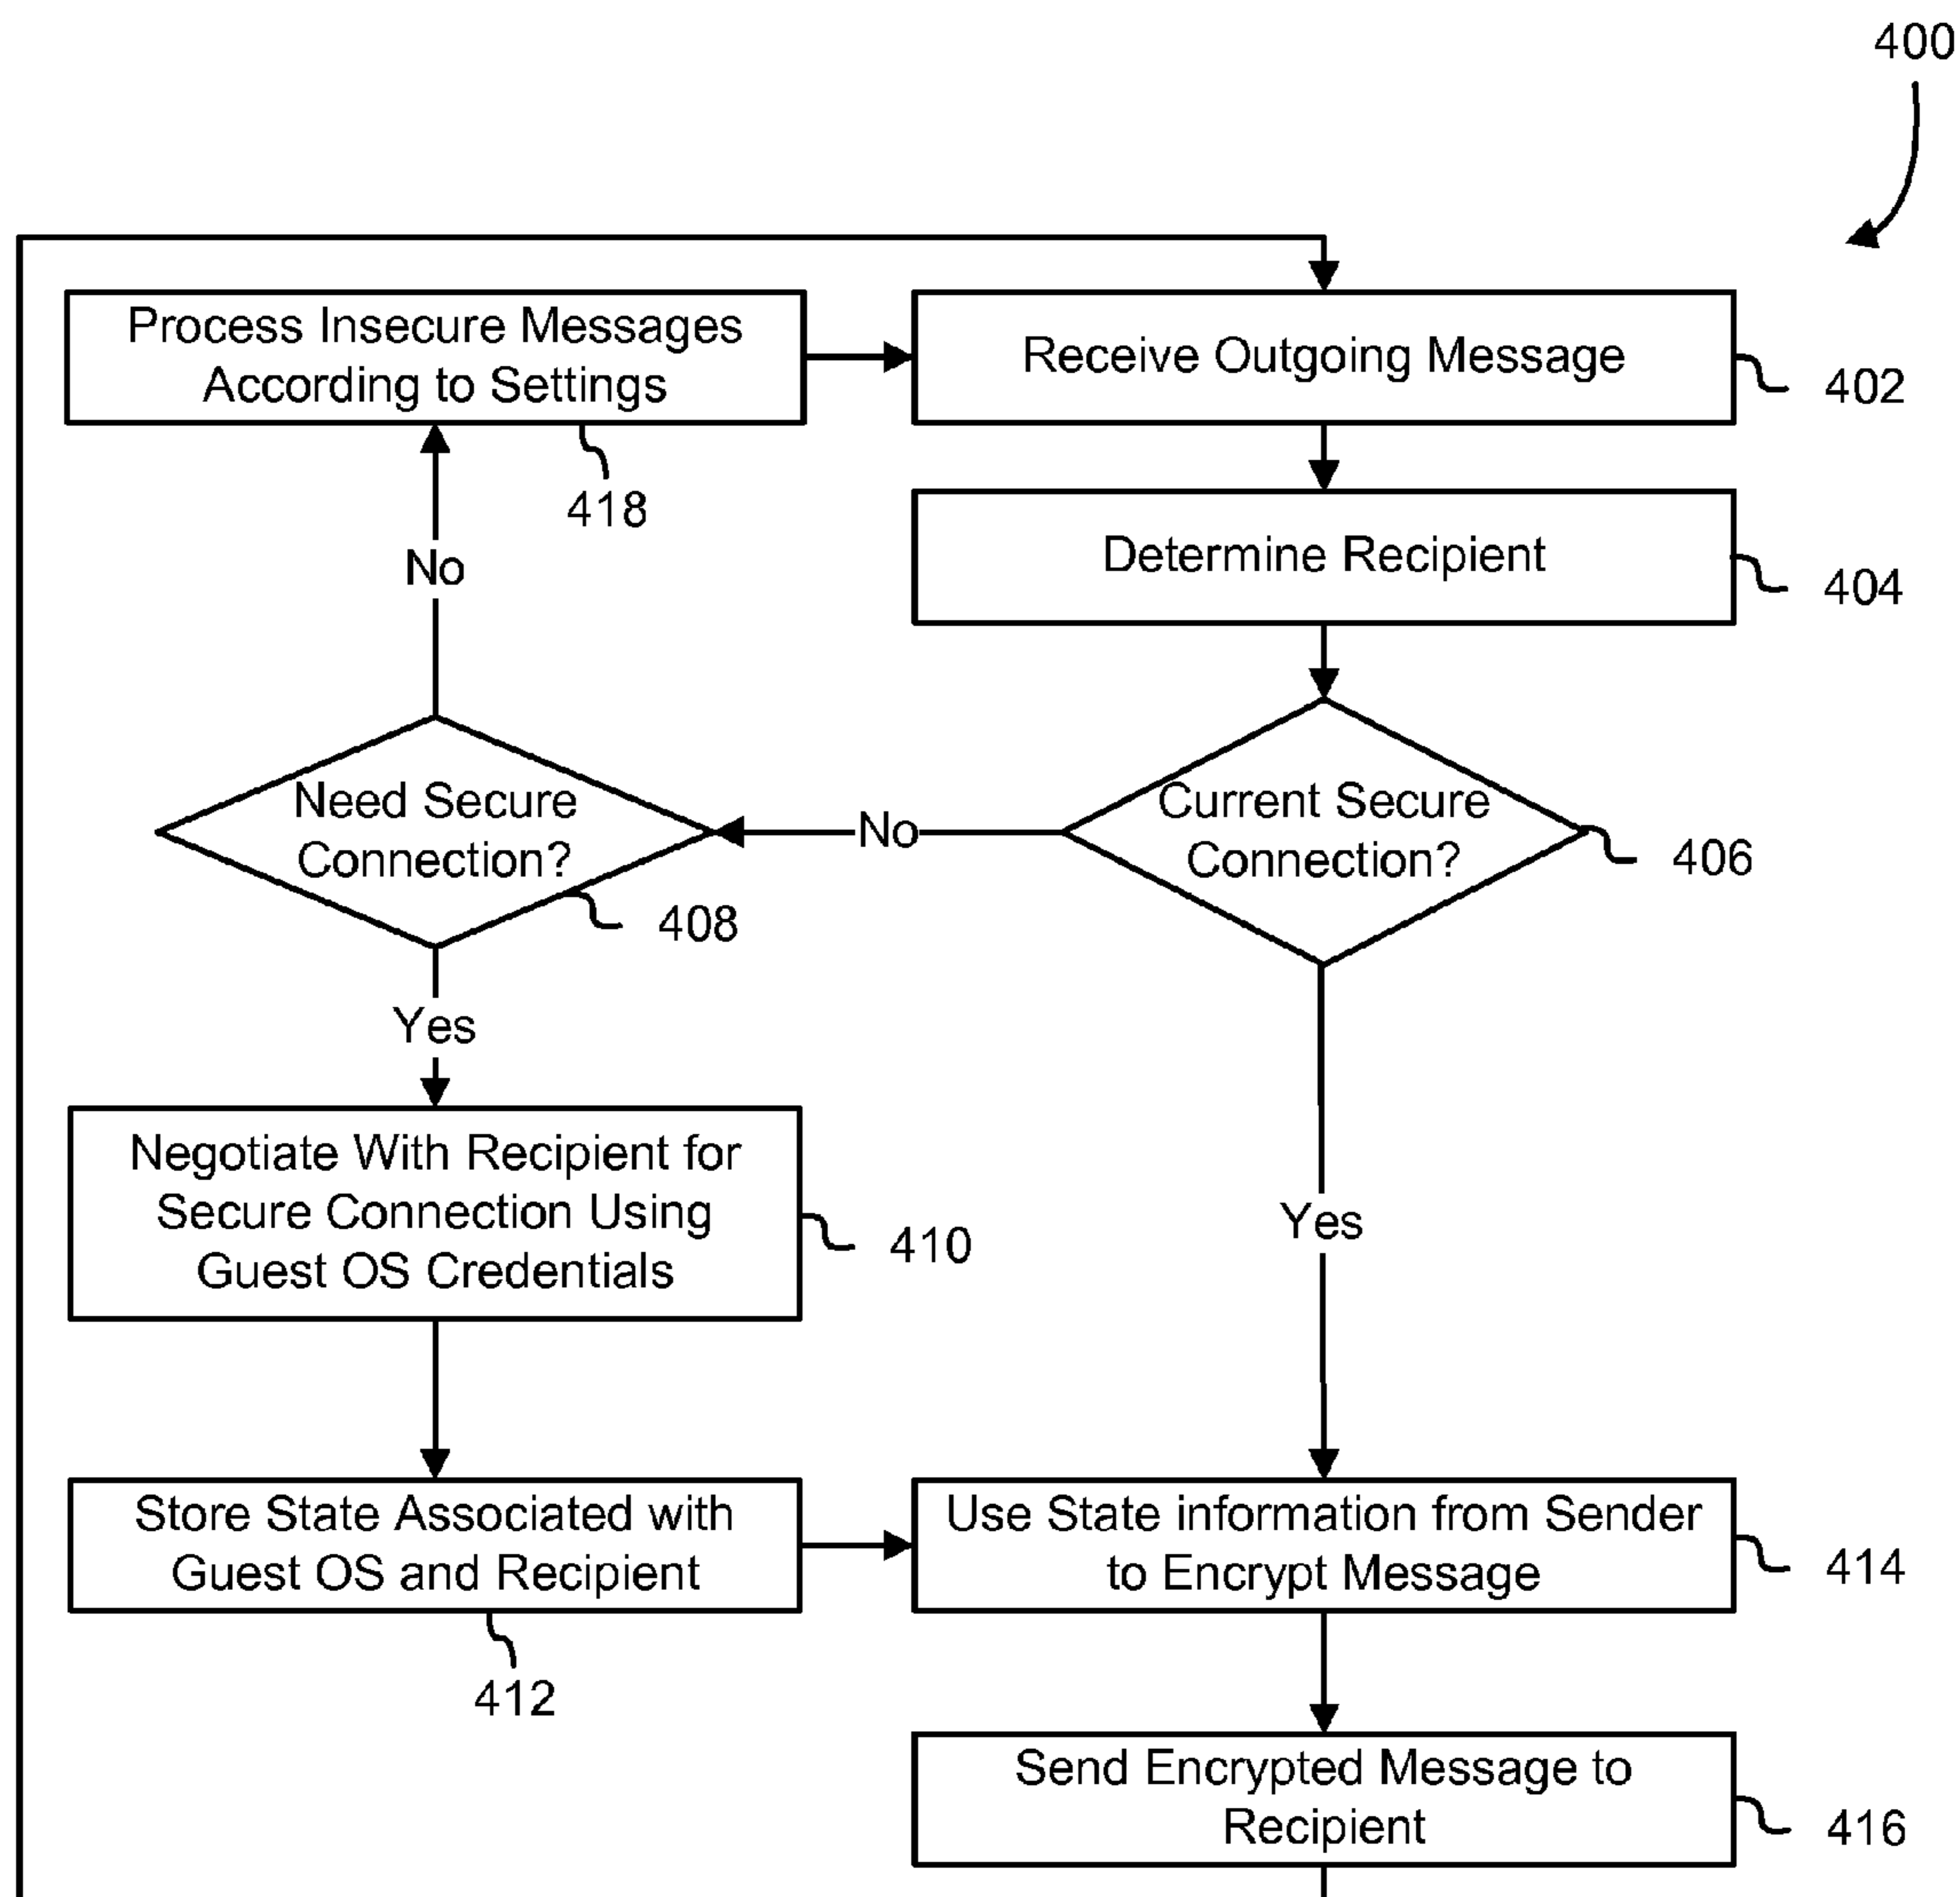 400
Process Insecure Messages
According to Settings
418
Receive Outgoing Message
402
Determine Recipient
404
No
Need Secure
Connection?
408
No
Current Secure
Connection?
406
Yes
Negotiate With Recipient for
Secure Connection Using
Guest OS Credentials
410
Yes
Store State Associated with
Guest OS and Recipient
412
Use State information from Sender
to Encrypt Message
414
Send Encrypted Message to
Recipient
416